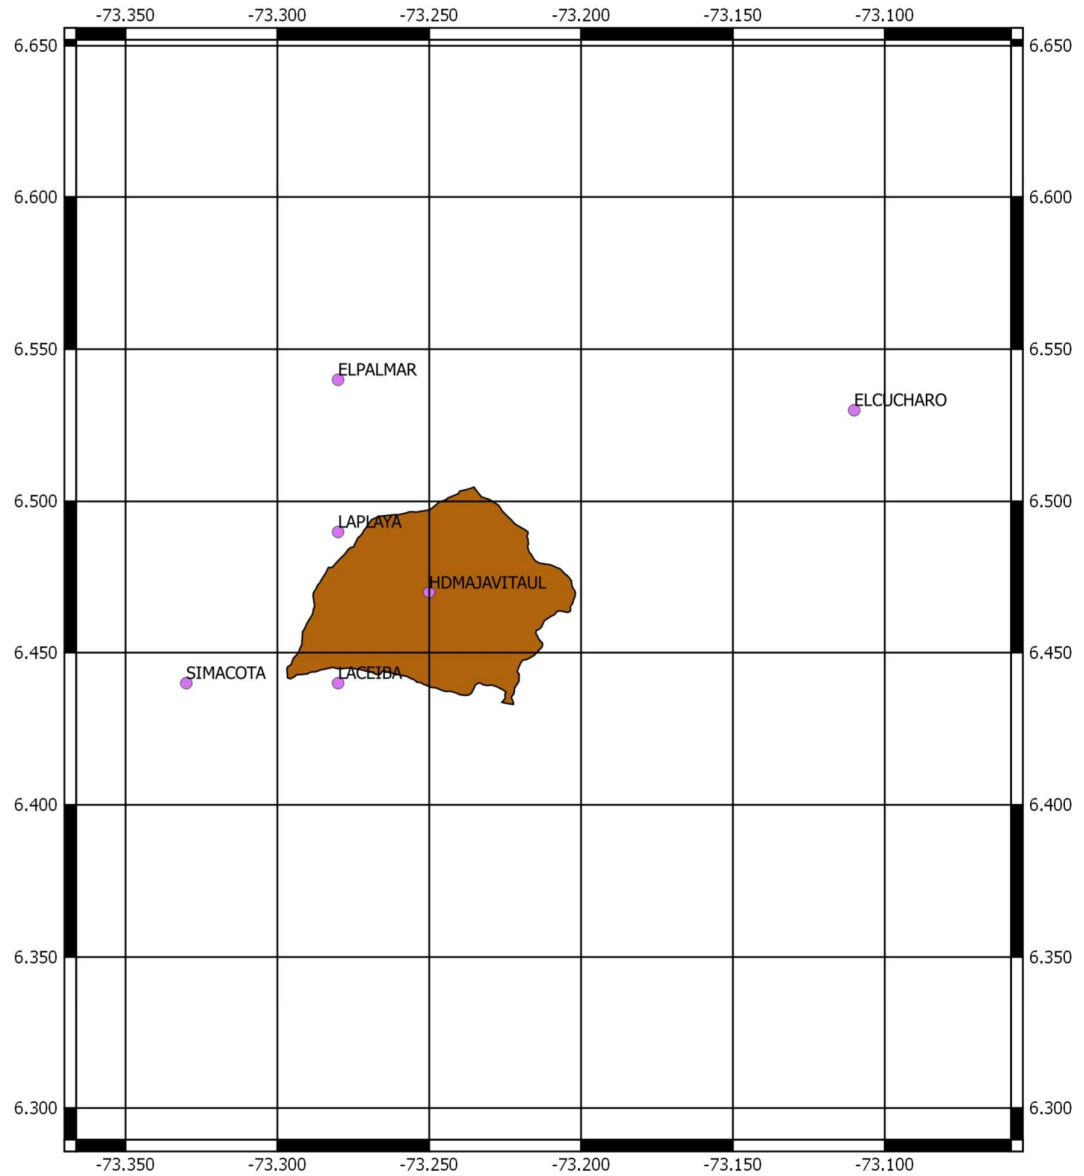 -73.350 -73.300 -73.250 -73.200 -73.150 -73.100
6.650 6.650
6.600 6.600
6.550 6.550
ELPALMAR
ELCUCHARO
6.500 6.500
LAPLAYA
HDMAJAVITAUL
6.450 6.450
SIMACOTA LACEIBA
6.400 6.400
6.350 6.350
6.300 6.300
-73.350 -73.300 -73.250 -73.200 -73.150 -73.100